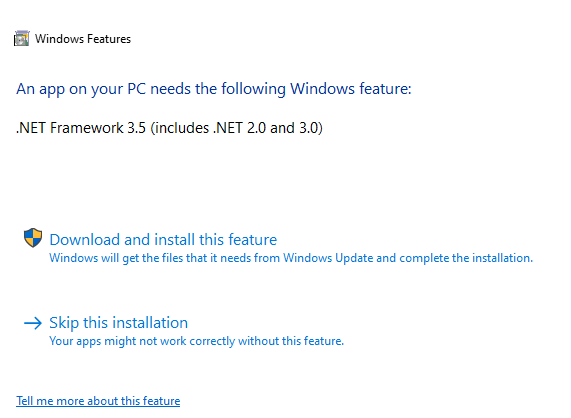 Windows Features
An app on your PC needs the following Windows feature:
.NET Framework 3.5 (includes .NET 2.0 and 3.0)
Download and install this feature
Windows will get the files that it needs from Windows Update and complete the installation.
Skip this installation
Your apps might not work correctly without this feature.
Tell me more about this feature